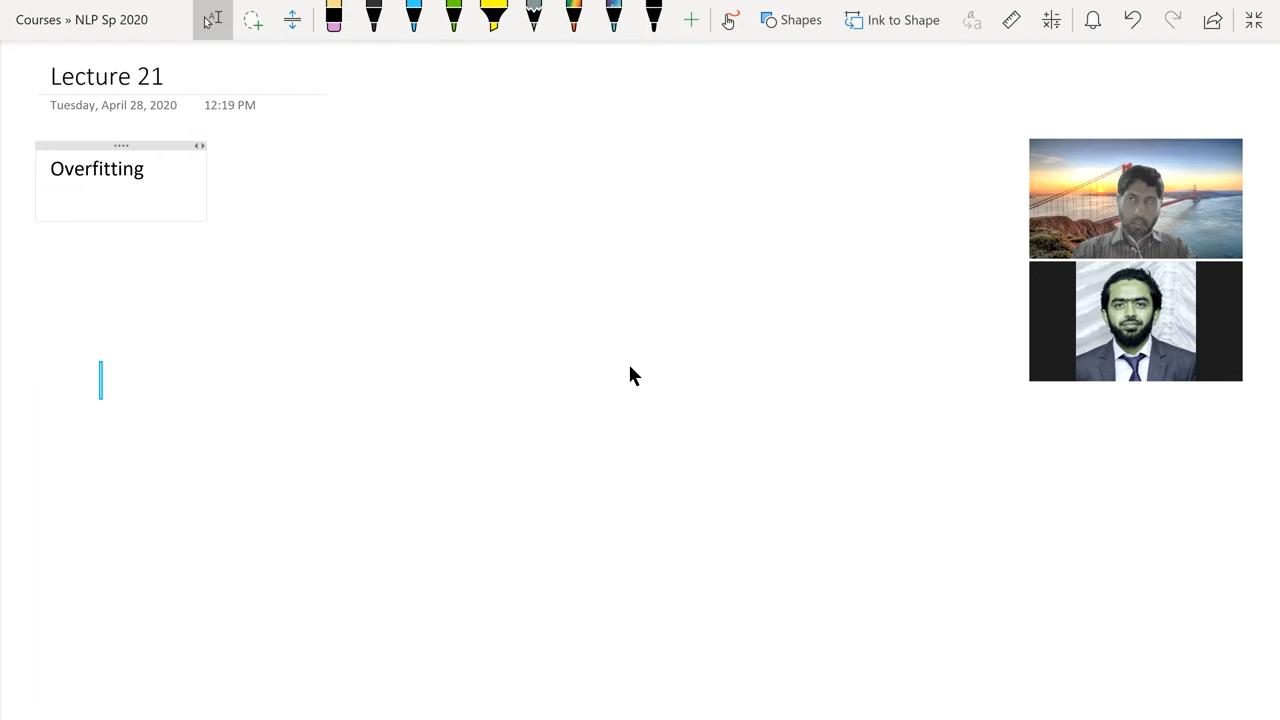 Courses » NLP Sp 2020
Shapes
Ink to Shape
Lecture 21
Tuesday, April 28, 2020 12:19 PM
Overfitting